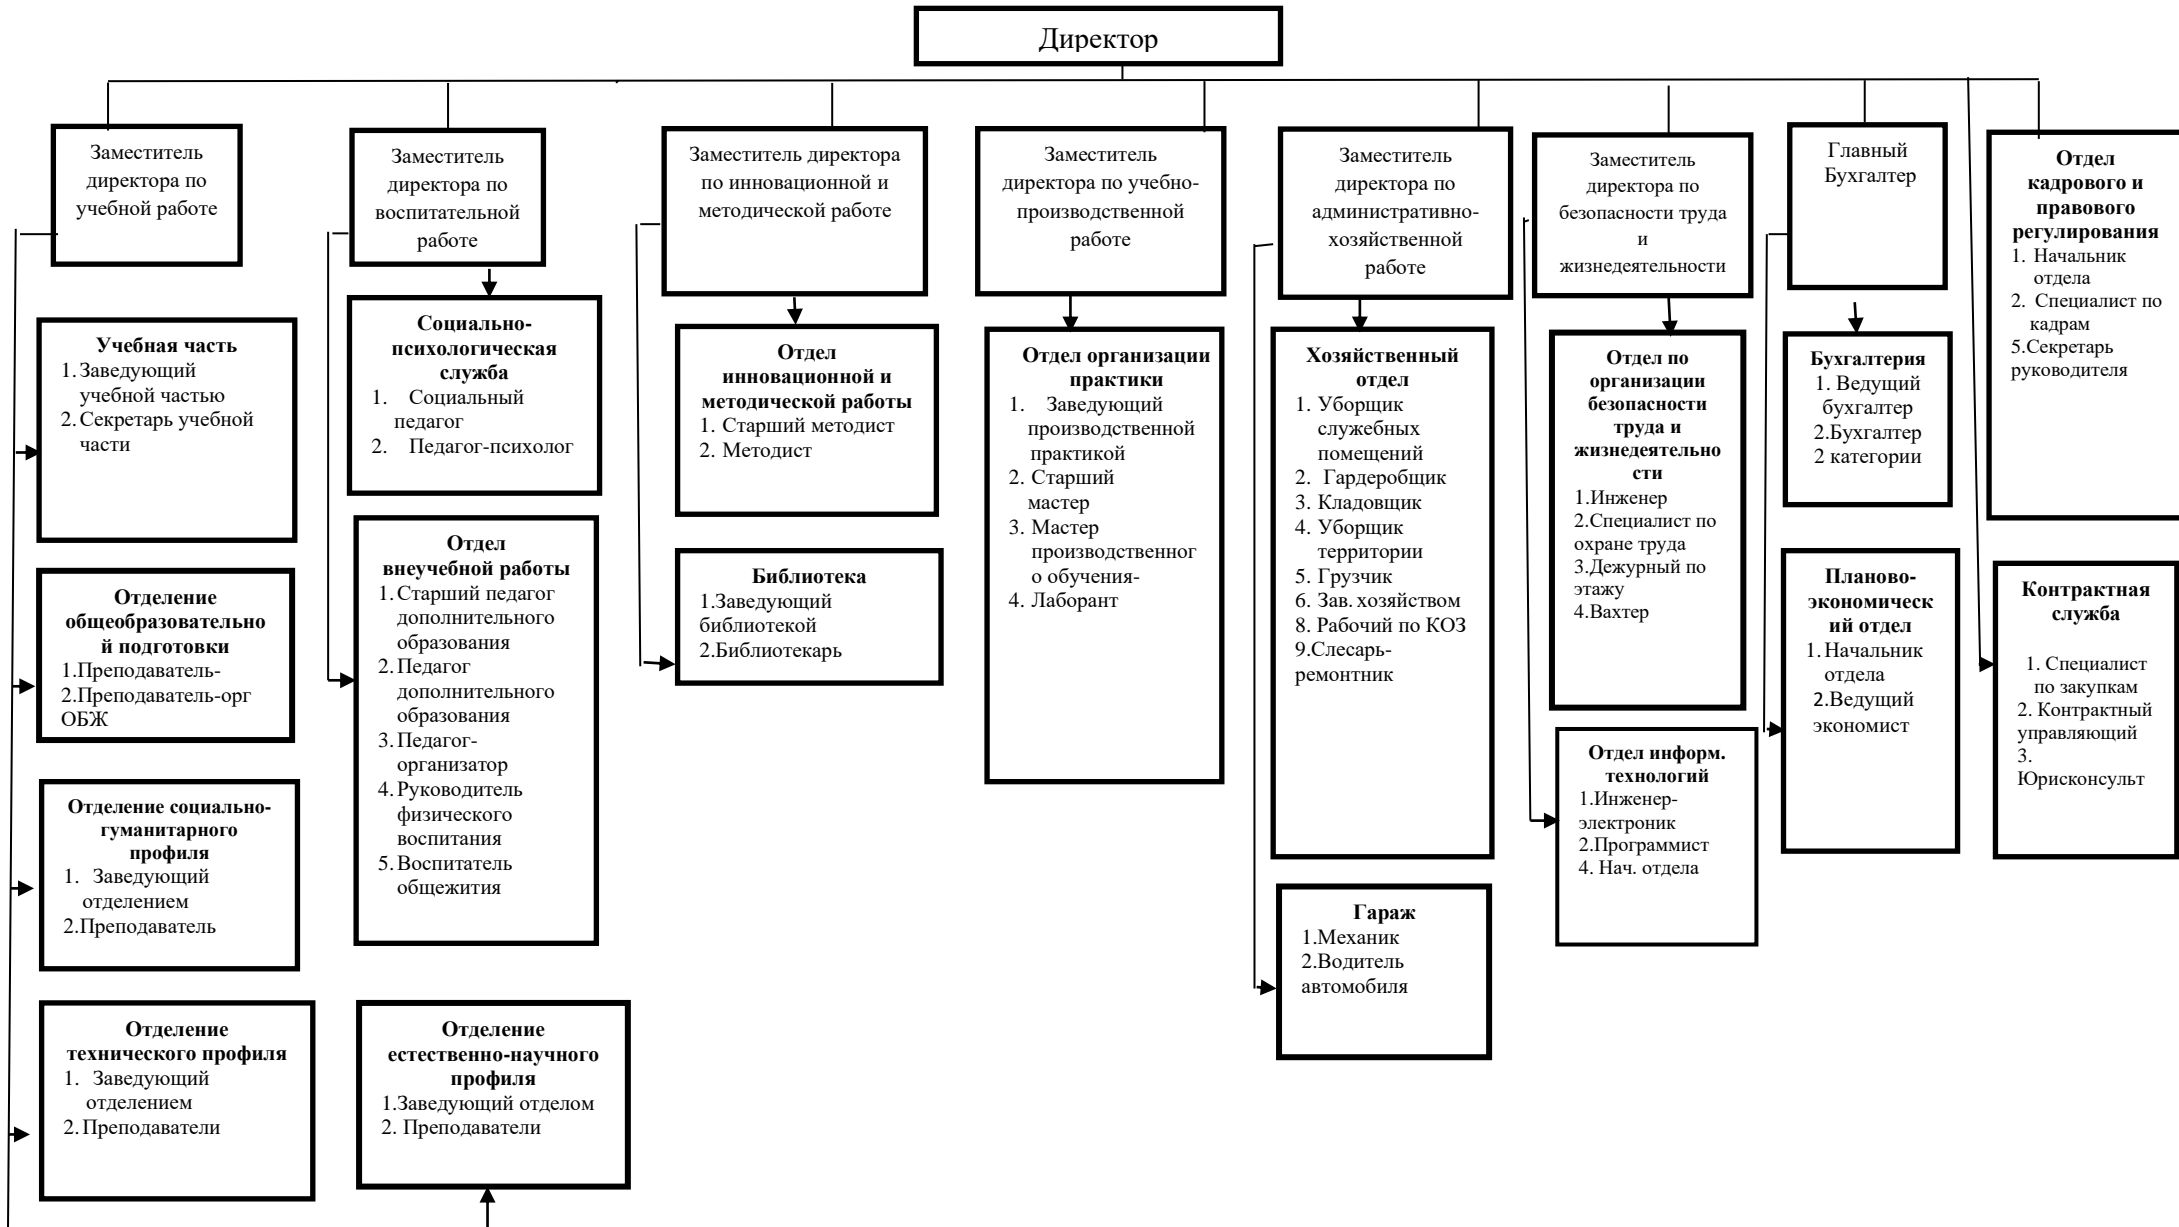 Директор
Заместитель
директора по
учебной работе
Заместитель
директора по
воспитательной
работе
Заместитель директора
по инновационной и
методической работе
Заместитель
директора по учебно-
производственной
работе
Заместитель
директора по
административно-
хозяйственной
работе
Заместитель
директора по
безопасности труда
и
жизнедеятельности
Главный
Бухгалтер
Отдел
кадрового и
правового
регулирования
1. Начальник
отдела
2. Специалист по
кадрам
5.Секретарь
руководителя
Учебная часть
1. Заведующий
учебной частью
2. Секретарь учебной
части
Социально-
психологическая
служба
1. Социальный
педагог
2. Педагог-психолог
Отдел
инновационной и
методической работы
1. Старший методист
2. Методист
Отдел организации
практики
1. Заведующий
производственной
практикой
2. Старший
мастер
3. Мастер
производственног
о обучения-
4. Лаборант
Хозяйственный
отдел
1. Уборщик
служебных
помещений
2. Гардеробщик
3. Кладовщик
4. Уборщик
территории
5. Грузчик
6. Зав. хозяйством
8. Рабочий по КОЗ
9.Слесарь-
ремонтник
Отдел по
организации
безопасности
труда и
жизнедеятельно
сти
1.Инженер
2.Специалист по
охране труда
3.Дежурный по
этажу
4.Вахтер
Бухгалтерия
1. Ведущий
бухгалтер
2.Бухгалтер
2 категории
Отделение
общеобразовательно
й подготовки
1.Преподаватель-
2.Преподаватель-орг
ОБЖ
Отдел
внеучебной работы
1. Старший педагог
дополнительного
образования
2. Педагог
дополнительного
образования
3. Педагог-
организатор
4. Руководитель
физического
воспитания
5. Воспитатель
общежития
Библиотека
1.Заведующий
библиотекой
2.Библиотекарь
Планово-
экономическ
ий отдел
1. Начальник
отдела
2.Ведущий
экономист
Контрактная
служба
1. Специалист
по закупкам
2. Контрактный
управляющий
3.
Юрисконсульт
Отдел информ.
технологий
1.Инженер-
электроник
2.Программист
4. Нач. отдела
Отделение социально-
гуманитарного
профиля
1. Заведующий
отделением
2.Преподаватель
Гараж
1.Механик
2.Водитель
автомобиля
Отделение
технического профиля
1. Заведующий
отделением
2. Преподаватели
Отделение
естественно-научного
профиля
1.Заведующий отделом
2. Преподаватели